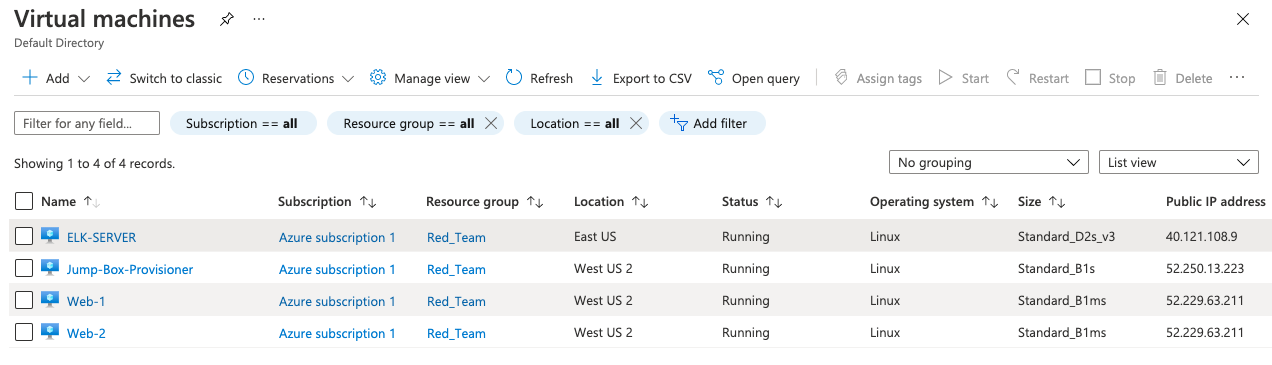 Virtual machines
Default Directory
Add Switch to classic Reservations Manage view Refresh Export to CSV Open query Assign tags Start Restart Stop Delete
Filter for any field... Subscription == all Resource group == all Location == all Add filter
Showing 1 to 4 of 4 records. No grouping List view
Name Subscription Resource group Location Status Operating system Size Public IP address
ELK-SERVER Azure subscription 1 Red_Team East US Running Linux Standard_D2s_v3 40.121.108.9
Jump-Box-Provisioner Azure subscription 1 Red_Team West US 2 Running Linux Standard_B1s 52.250.13.223
Web-1 Azure subscription 1 Red_Team West US 2 Running Linux Standard_B1ms 52.229.63.211
Web-2 Azure subscription 1 Red_Team West US 2 Running Linux Standard_B1ms 52.229.63.211